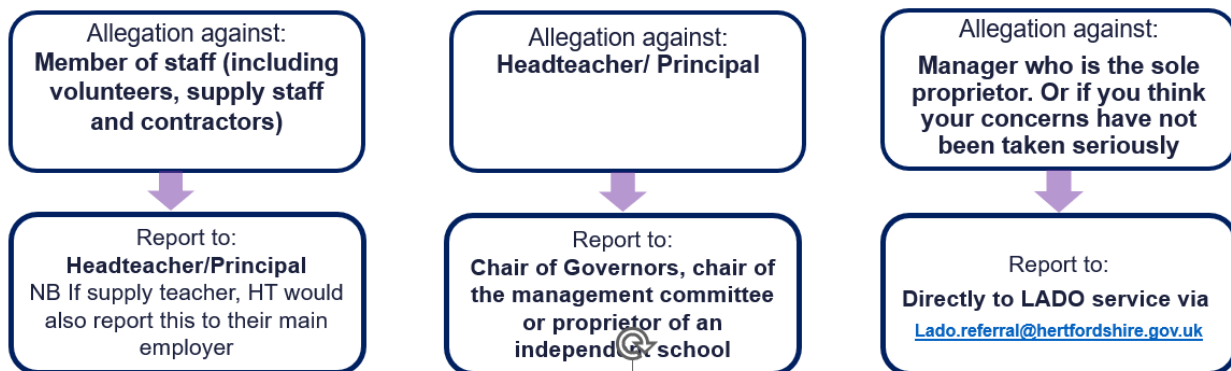 Allegation against:
Member of staff (including
volunteers, supply staff
and contractors)
Report to:
Headteacher/Principal
NB If supply teacher, HT would
also report this to their main
employer
Allegation against:
Headteacher/ Principal
Report to:
Chair of Governors, chair of
the management committee
or proprietor of an
independent school
Allegation against:
Manager who is the sole
proprietor. Or if you think
your concerns have not
been taken seriously
Report to:
Directly to LADO service via
Lado.referral@hertfordshire.gov.uk